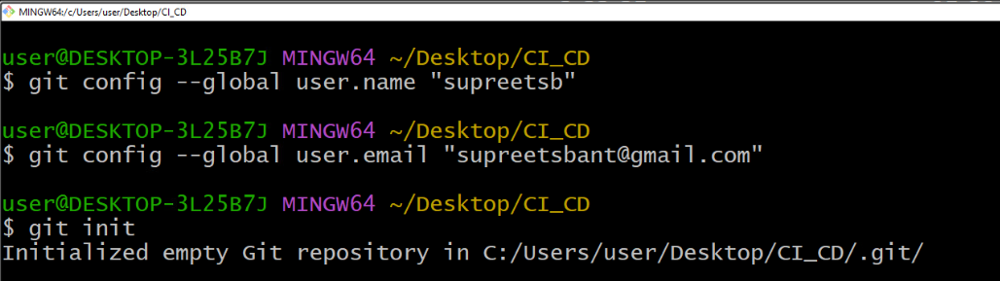 MINGW64:/c/Users/user/Desktop/CI_CD
user@DESKTOP-3L25B7J MINGW64 ~/Desktop/CI_CD
$ git config --global user.name "supreetsb"
user@DESKTOP-3L25B7J MINGW64 ~/Desktop/CI_CD
$ git config --global user.email "supreetsbant@gmail.com"
user@DESKTOP-3L25B7J MINGW64 ~/Desktop/CI_CD
$ git init
Initialized empty Git repository in C:/Users/user/Desktop/CI_CD/.git/